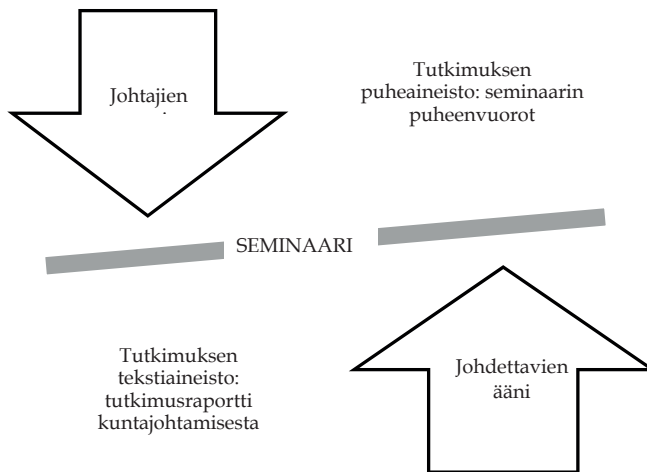 Johtajien
Tutkimuksen
puheaineisto: seminaarin
puheenvuorot
SEMINAARI
Tutkimuksen
tekstiaineisto:
tutkimusraportti
kuntajohtamisesta
Johdettavien
ääni